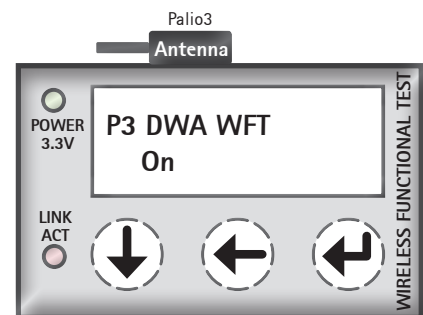 Palio3
Antenna
POWER
3.3V
P3 DWA WFT
On
LINK
ACT
WIRELESS FUNCTIONAL TEST